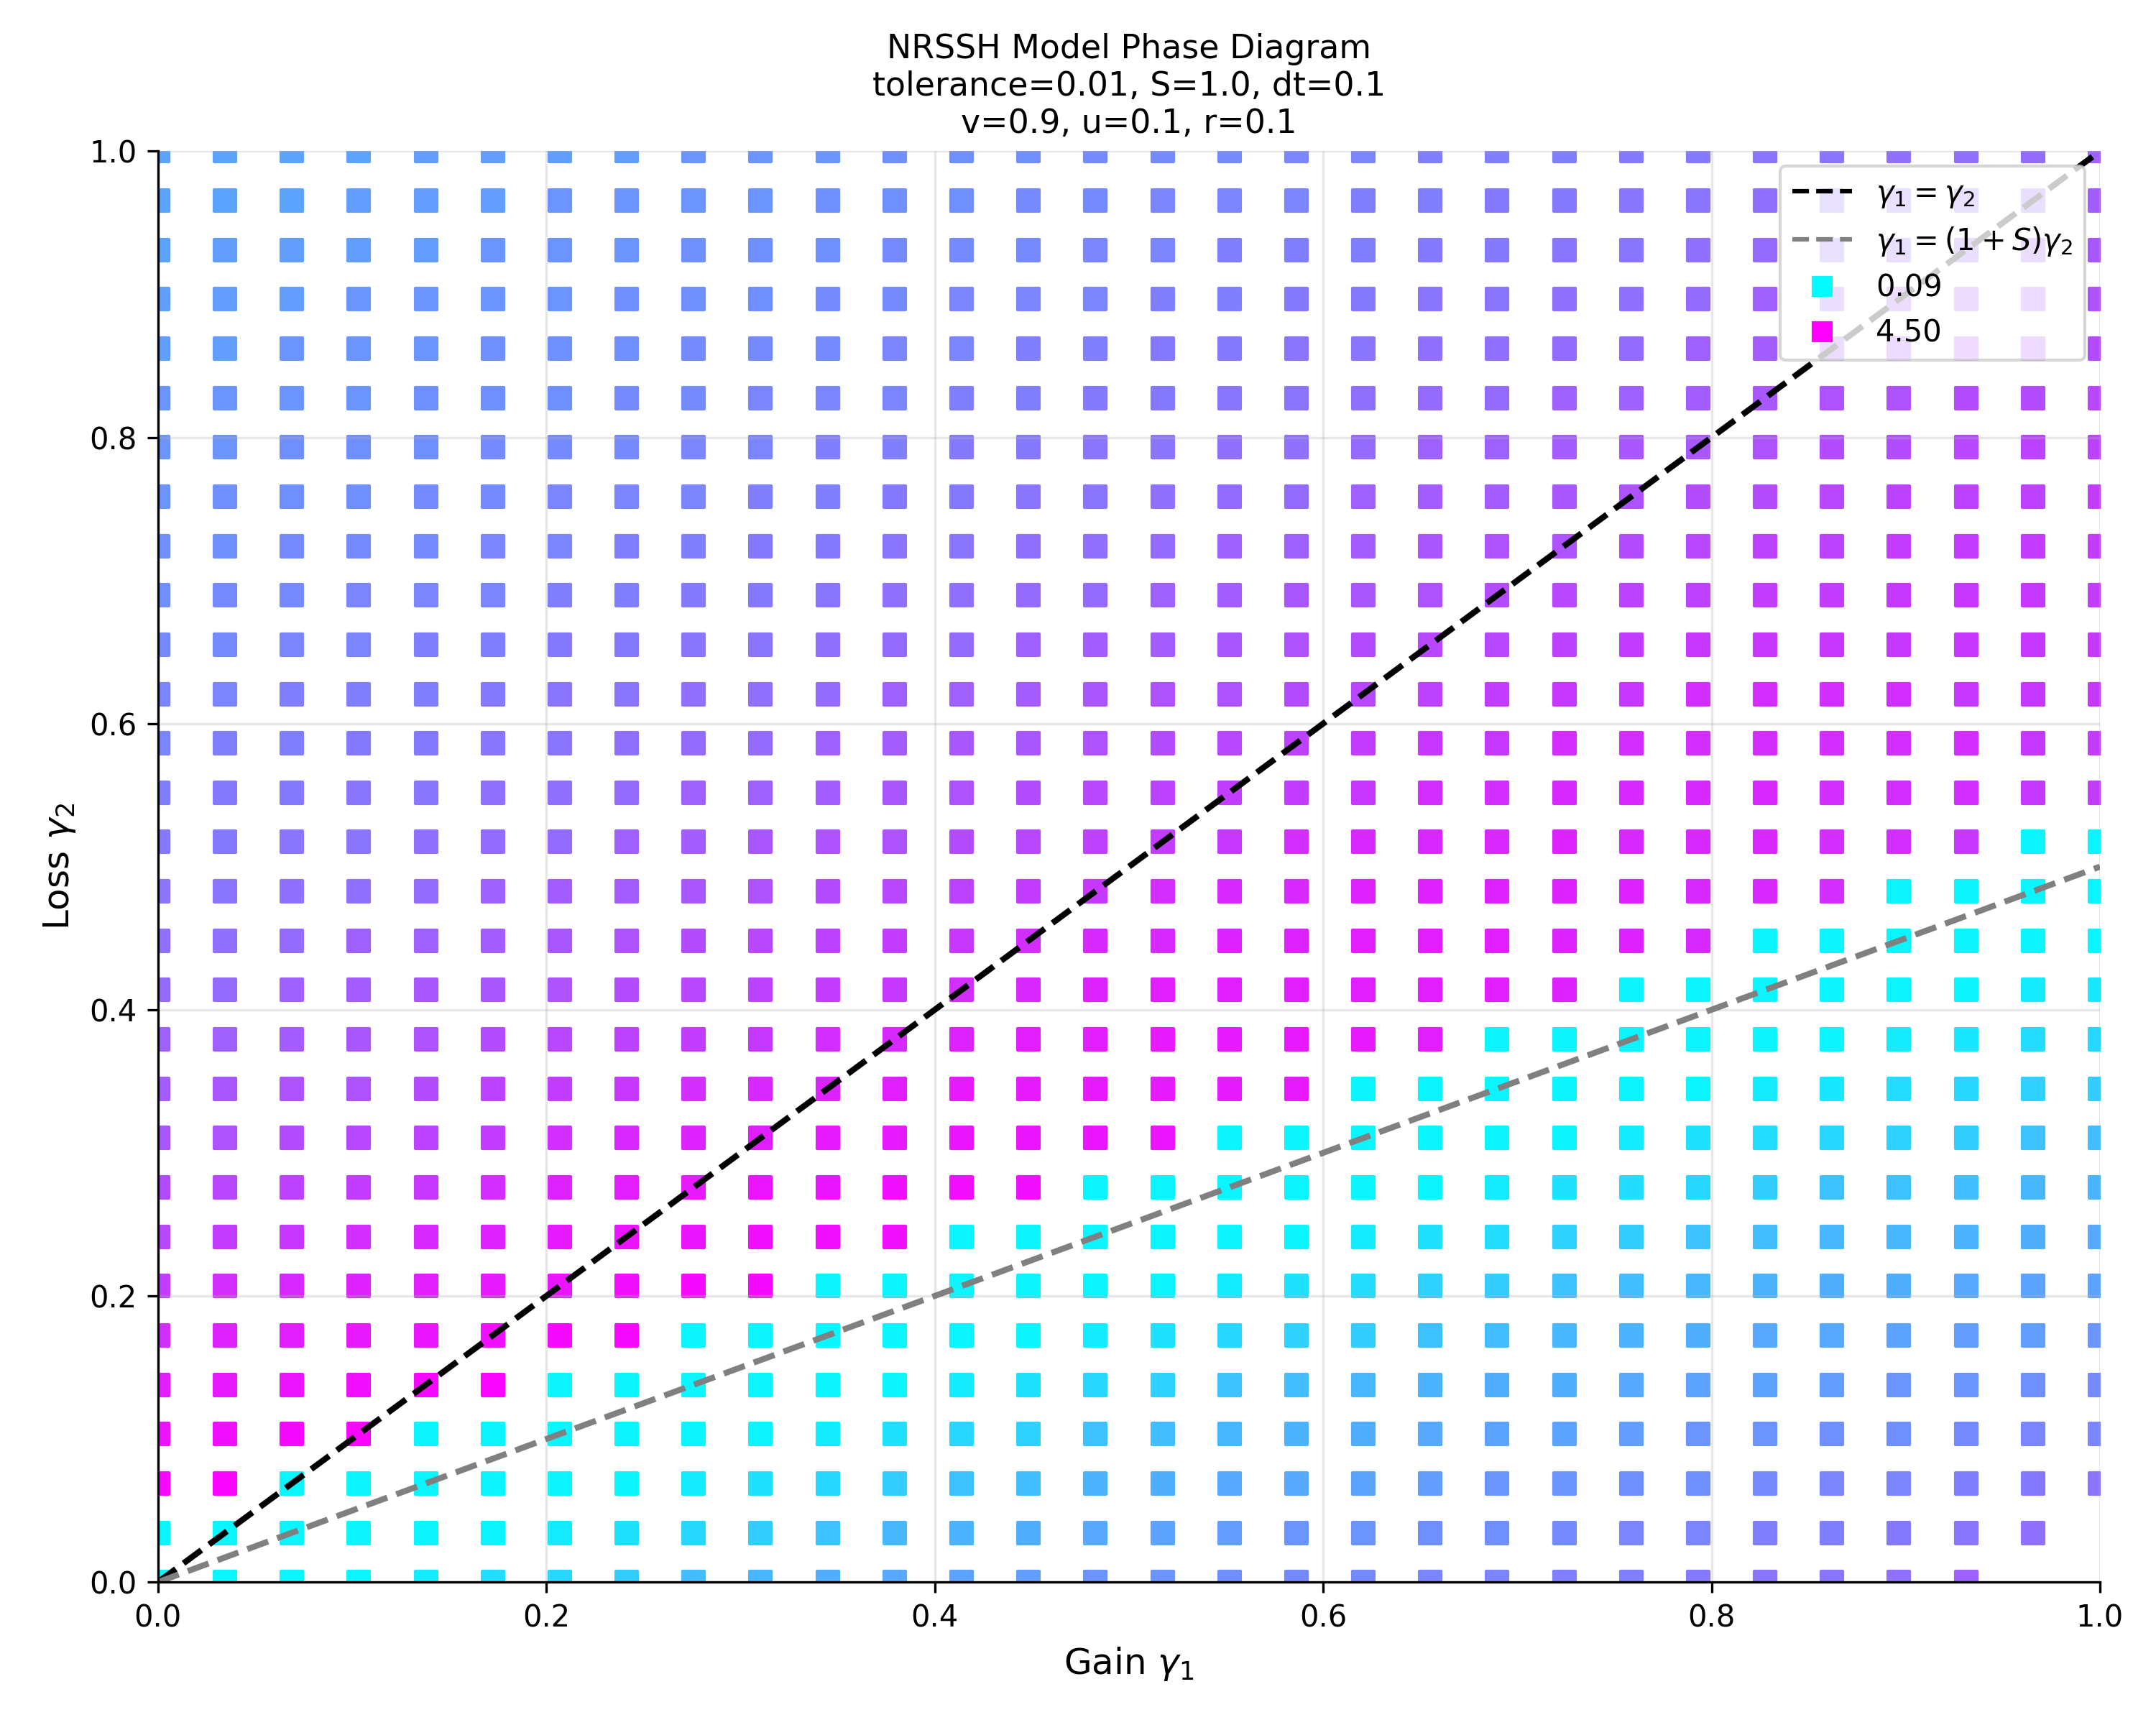 NRSSH Model Phase Diagram
tolerance=0.01, S=1.0, dt=0.1
v=0.9, u=0.1, r=0.1
γ₁ = γ₂
γ₁ = (1 + S)γ₂
0.09
4.50
1.0
0.8
0.6
0.4
0.2
0.0
Loss γ₂
0.0 0.2 0.4 0.6 0.8 1.0
Gain γ₁